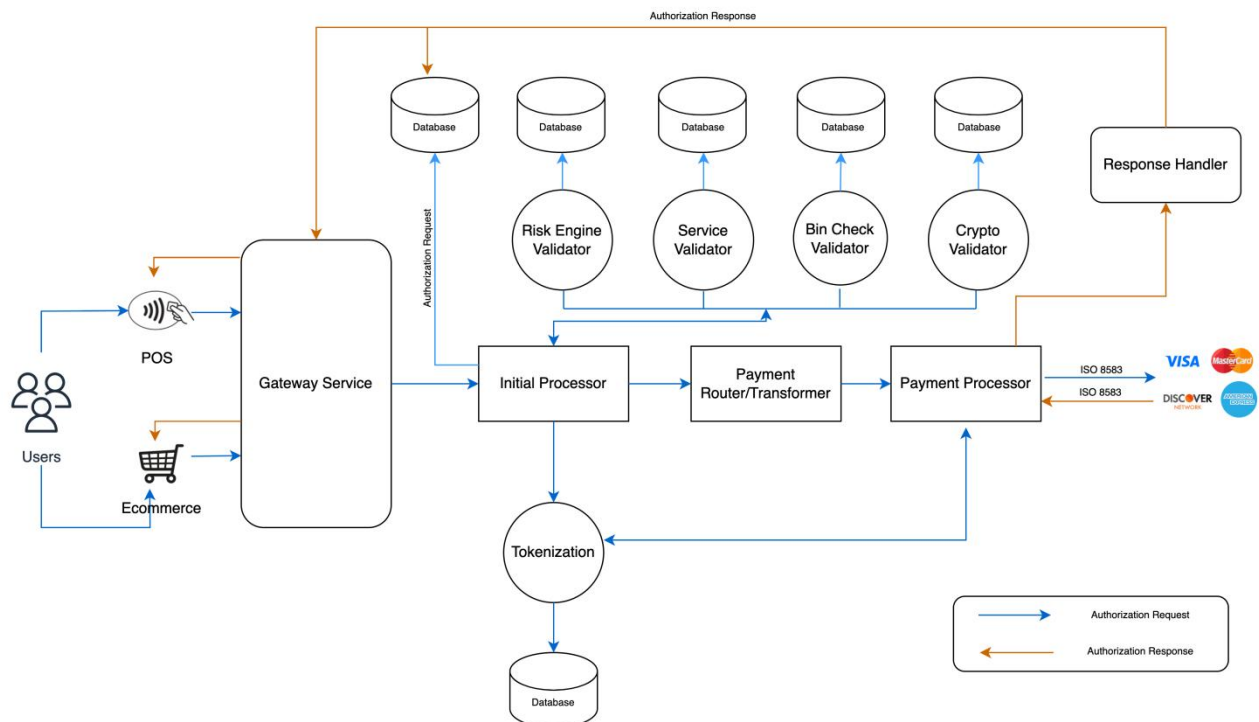 Authorization Response
Database
Database
Database
Database
Database
Response Handler
Authorization Request
Risk Engine
Validator
Service
Validator
Bin Check
Validator
Crypto
Validator
POS
Gateway Service
Initial Processor
Payment
Router/Transformer
Payment Processor
ISO 8583
ISO 8583
VISA
MasterCard
DISCOVER
NETWORK
AMERICAN
EXPRESS
Users
Ecommerce
Tokenization
Database
Authorization Request
Authorization Response